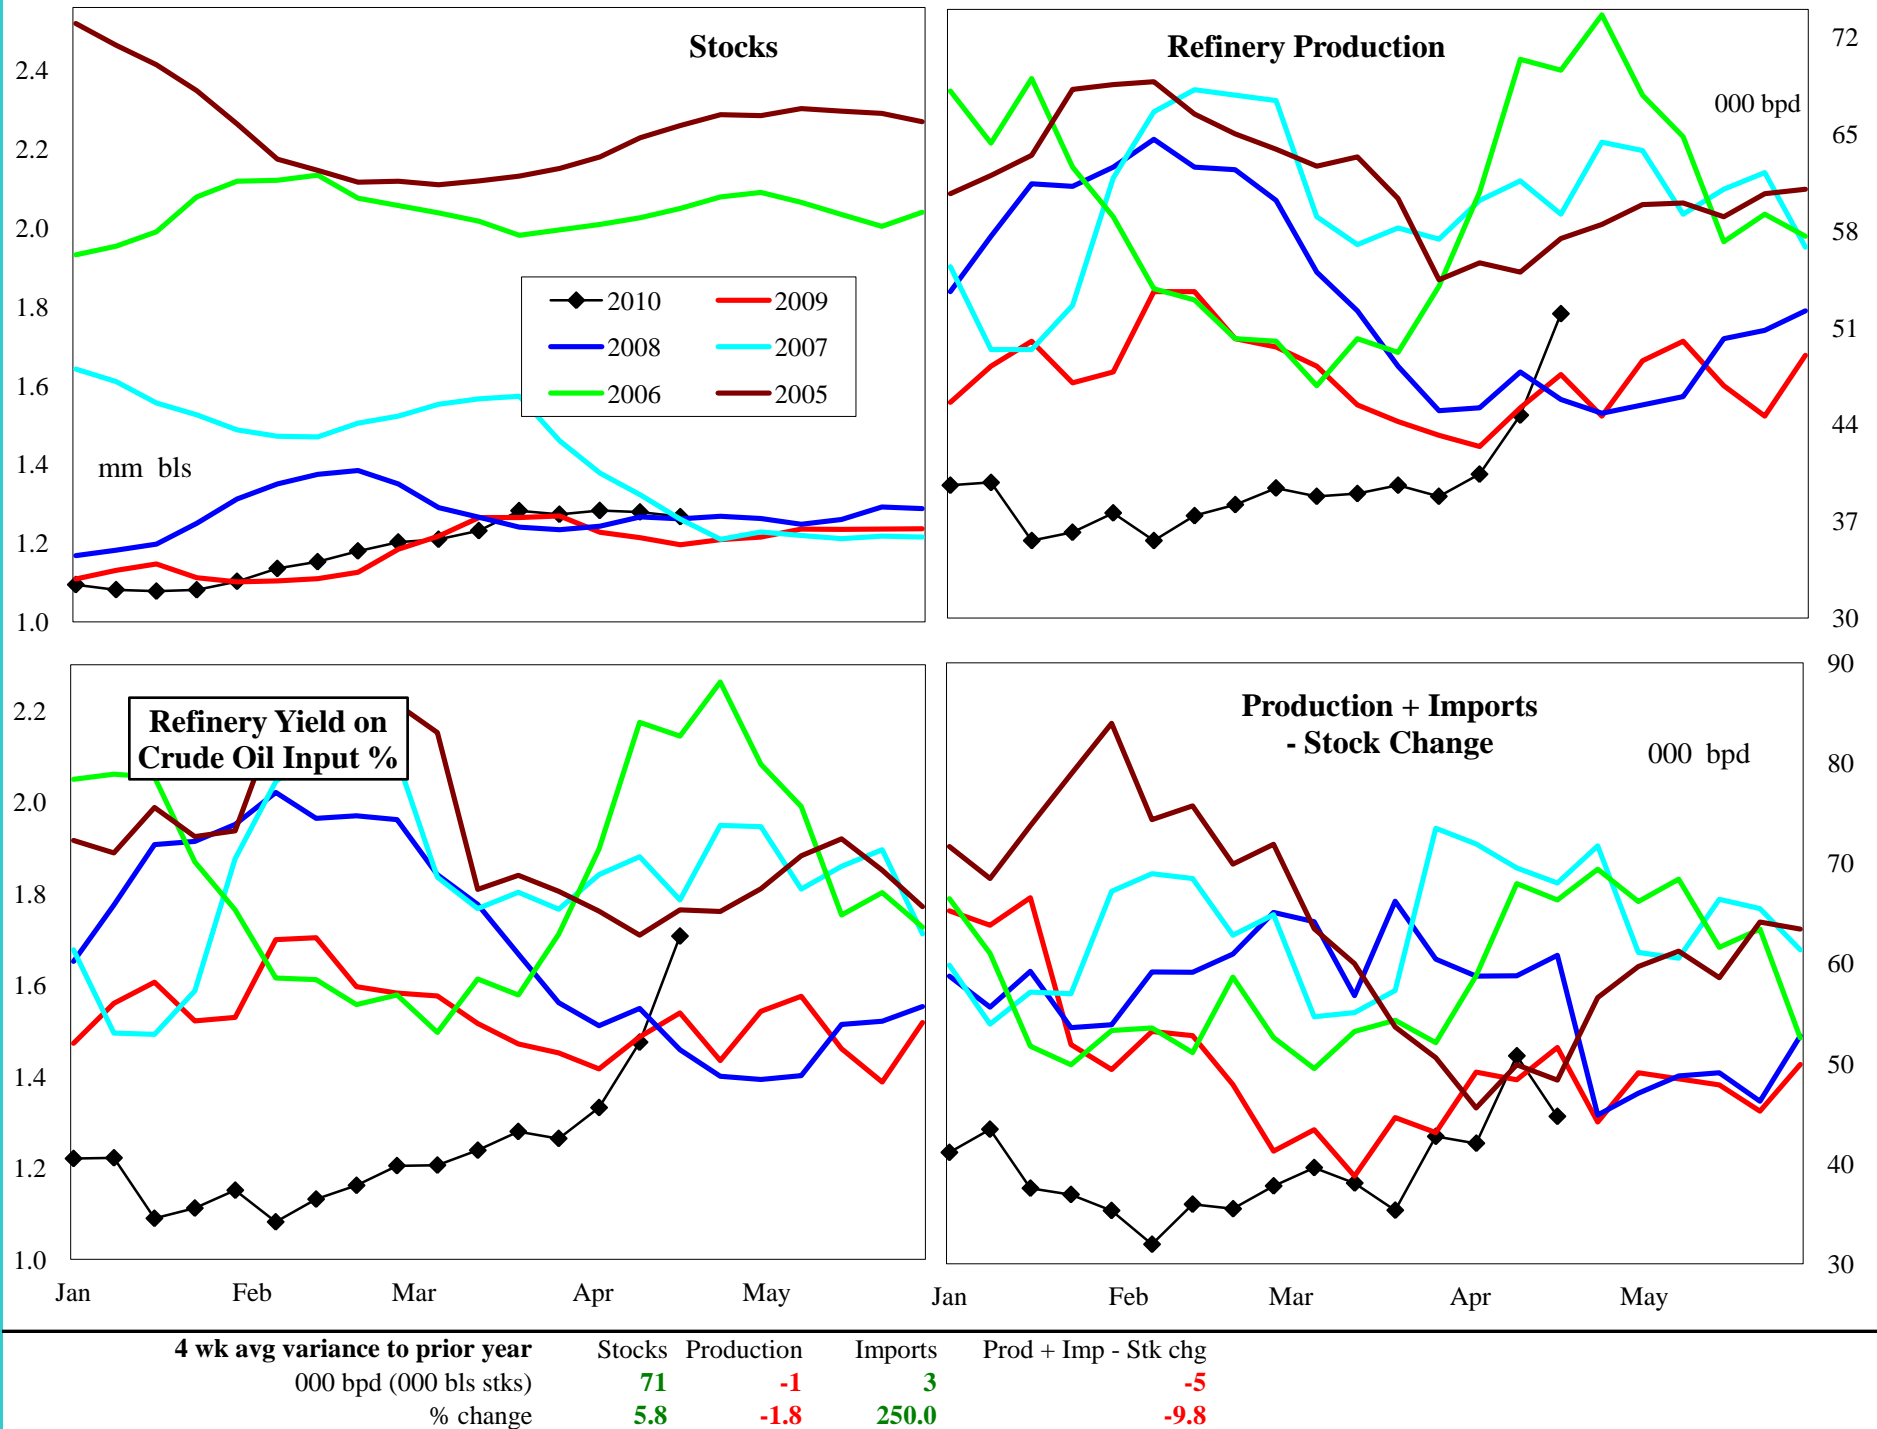 Stocks
2.4
2.2
2.0
1.8
1.6
1.4
1.2
1.0
mm bls
2010 2009
2008 2007
2006 2005
Refinery Production
000 bpd
72
65
58
51
44
37
30
Refinery Yield on
Crude Oil Input %
2.2
2.0
1.8
1.6
1.4
1.2
1.0
Jan Feb Mar Apr May
Production + Imports
- Stock Change
000 bpd
90
80
70
60
50
40
30
Jan Feb Mar Apr May
4 wk avg variance to prior year Stocks Production Imports Prod + Imp - Stk chg
000 bpd (000 bls stks) 71 -1 3 -5
% change 5.8 -1.8 250.0 -9.8